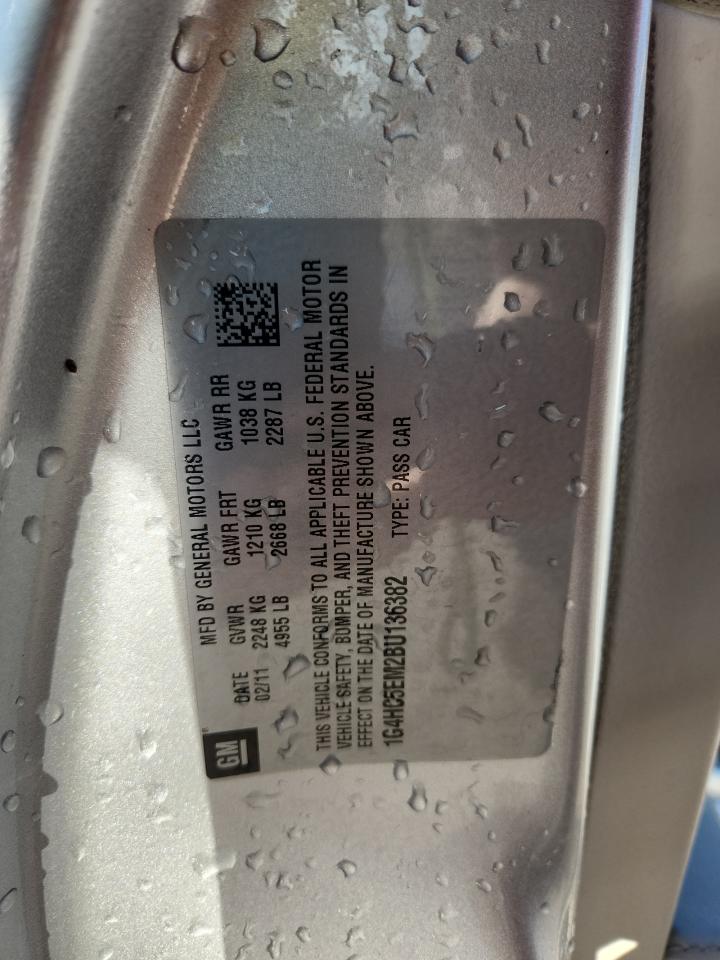 GM
MFD BY GENERAL MOTORS LLC
DATE GVWR GAWR FRT GAWR RR
02/11 2248 KG 1210 KG 1038 KG
4955 LB 2668 LB 2287 LB
THIS VEHICLE CONFORMS TO ALL APPLICABLE U.S. FEDERAL MOTOR
VEHICLE SAFETY, BUMPER, AND THEFT PREVENTION STANDARDS IN
EFFECT ON THE DATE OF MANUFACTURE SHOWN ABOVE.
1G4HC5EM2BU136382 TYPE: PASS CAR